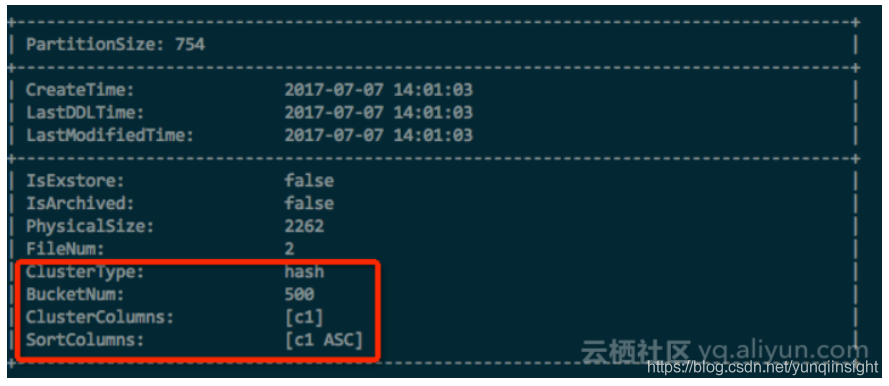 PartitionSize: 754
CreateTime: 2017-07-07 14:01:03
LastDDLTime: 2017-07-07 14:01:03
LastModifiedTime: 2017-07-07 14:01:03
IsExstore: false
IsArchived: false
PhysicalSize: 2262
FileNum: 2
ClusterType: hash
BucketNum: 500
ClusterColumns: [c1]
SortColumns: [c1 ASC]
云栖社区 yq.aliyun.com
https://blog.csdn.net/yunqiinsight